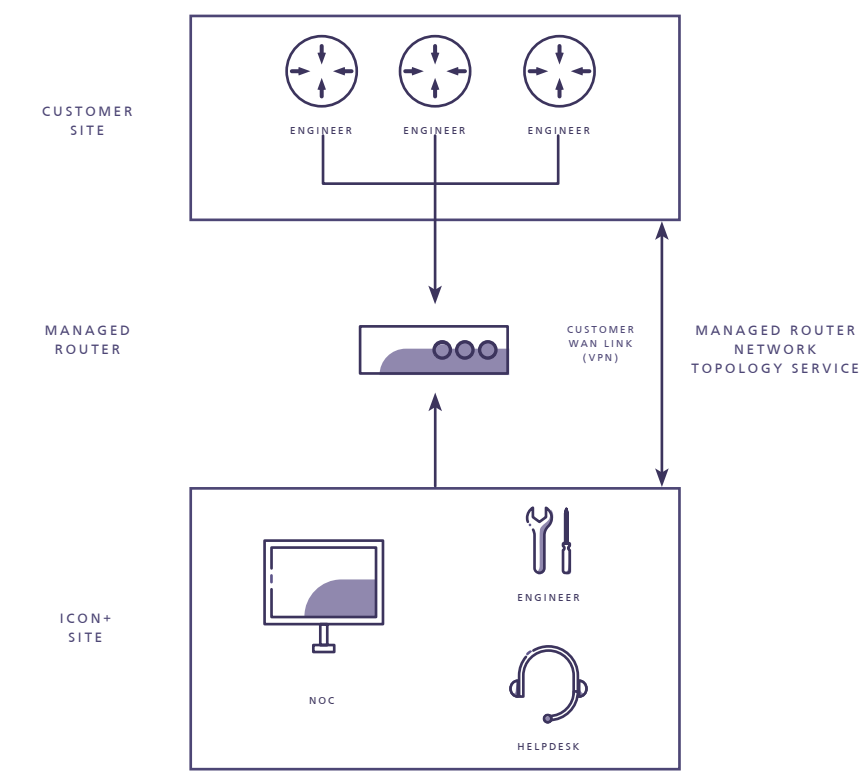 CUSTOMER
SITE
ENGINEER
ENGINEER
ENGINEER
MANAGED
ROUTER
CUSTOMER
WAN LINK
(VPN)
MANAGED ROUTER
NETWORK
TOPOLOGY SERVICE
ICON+
SITE
ENGINEER
NOC
HELPDESK